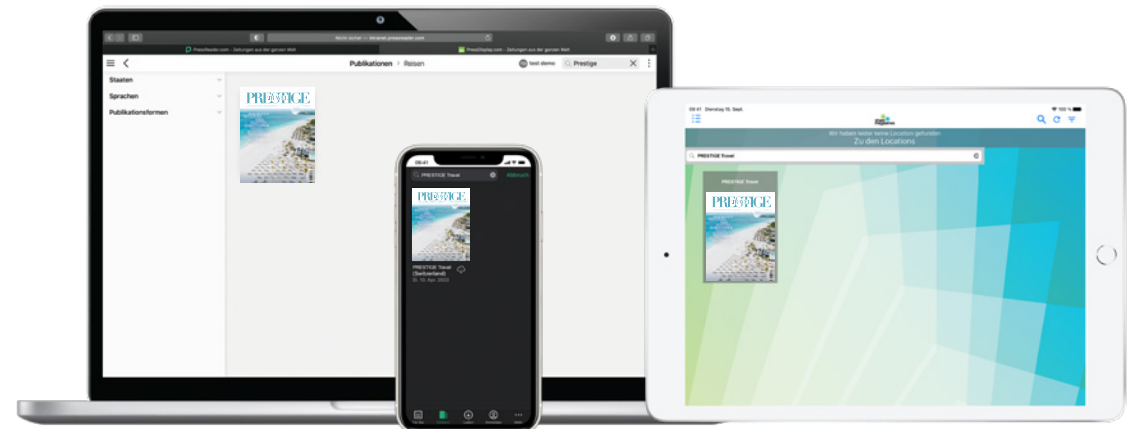 Nicht sicher — intranet.pressreader.com
PressReader.com - Zeitungen aus der ganzen Welt
PressDisplay.com - Zeitungen aus der ganzen Welt
Publikationen › Reisen
test demo
Prestige
Staaten
Sprachen
Publikationsformen
PRESTIGE
09:41
PRESTIGE Travel
Abbruch
PRESTIGE
PRESTIGE Travel
(Switzerland)
09:41 Dienstag 15. Sept.
100 %
Wir haben leider keine Location gefunden
Zu den Locations
PRESTIGE Travel
PRESTIGE Travel
PRESTIGE